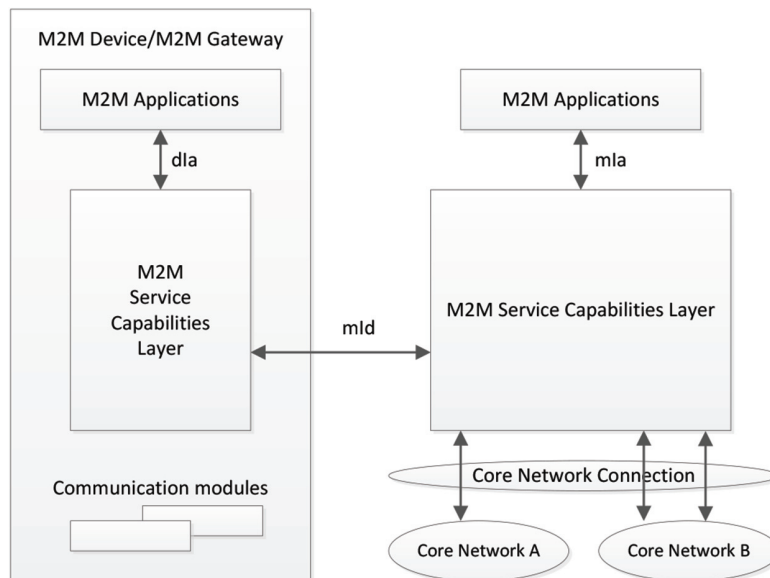 M2M Device/M2M Gateway
M2M Applications
dIa
M2M
Service
Capabilities
Layer
Communication modules
mId
M2M Applications
mIa
M2M Service Capabilities Layer
Core Network Connection
Core Network A
Core Network B